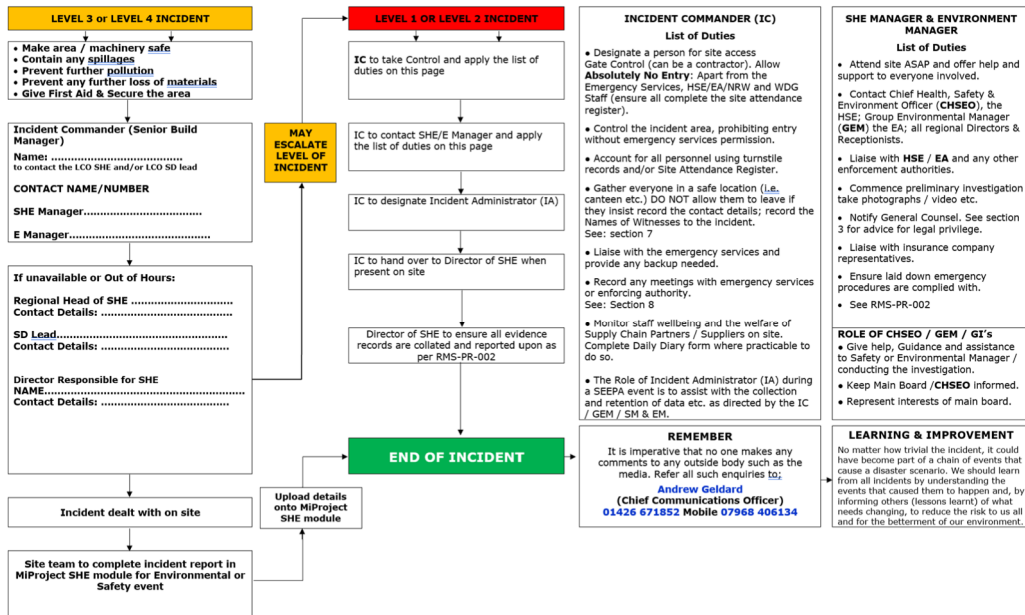 LEVEL 3 or LEVEL 4 INCIDENT
• Make area / machinery safe
• Contain any spillages
• Prevent further pollution
• Prevent any further loss of materials
• Give First Aid & Secure the area
Incident Commander (Senior Build
Manager)
Name: ........................................
to contact the LCO SHE and/or LCO SD lead
CONTACT NAME/NUMBER
SHE Manager....................................
E Manager...........................................
If unavailable or Out of Hours:
Regional Head of SHE ...............................
Contact Details: ........................................
SD Lead....................................................
Contact Details: .......................................
Director Responsible for SHE
NAME.............................................................
Contact Details: .......................................
Incident dealt with on site
Site team to complete incident report in
MiProject SHE module for Environmental or
Safety event
MAY
ESCALATE
LEVEL OF
INCIDENT
Upload details
onto MiProject
SHE module
LEVEL 1 OR LEVEL 2 INCIDENT
IC to take Control and apply the list of
duties on this page
IC to contact SHE/E Manager and apply
the list of duties on this page
IC to designate Incident Administrator (IA)
IC to hand over to Director of SHE when
present on site
Director of SHE to ensure all evidence
records are collated and reported upon as
per RMS-PR-002
END OF INCIDENT
INCIDENT COMMANDER (IC)
List of Duties
• Designate a person for site access
Gate Control (can be a contractor). Allow
Absolutely No Entry: Apart from the
Emergency Services, HSE/EA/NRW and WDG
Staff (ensure all complete the site attendance
register).
• Control the incident area, prohibiting entry
without emergency services permission.
• Account for all personnel using turnstile
records and/or Site Attendance Register.
• Gather everyone in a safe location (i.e.
canteen etc.) DO NOT allow them to leave if
they insist record the contact details; record the
Names of Witnesses to the incident.
See: section 7
• Liaise with the emergency services and
provide any backup needed.
• Record any meetings with emergency services
or enforcing authority.
See: Section 8
• Monitor staff wellbeing and the welfare of
Supply Chain Partners / Suppliers on site.
Complete Daily Diary form where practicable to
do so.
• The Role of Incident Administrator (IA) during
a SEEPA event is to assist with the collection
and retention of data etc. as directed by the IC
/ GEM / SM & EM.
REMEMBER
It is imperative that no one makes any
comments to any outside body such as the
media. Refer all such enquiries to;
Andrew Geldard
(Chief Communications Officer)
01426 671852 Mobile 07968 406134
SHE MANAGER & ENVIRONMENT
MANAGER
List of Duties
• Attend site ASAP and offer help and
support to everyone involved.
• Contact Chief Health, Safety &
Environment Officer (CHSEO), the
HSE; Group Environmental Manager
(GEM) the EA; all regional Directors &
Receptionists.
• Liaise with HSE / EA and any other
enforcement authorities.
• Commence preliminary investigation
take photographs / video etc.
• Notify General Counsel. See section
3 for advice for legal privilege.
• Liaise with insurance company
representatives.
• Ensure laid down emergency
procedures are complied with.
• See RMS-PR-002
ROLE OF CHSEO / GEM / GI's
• Give help, Guidance and assistance
to Safety or Environmental Manager /
conducting the investigation.
• Keep Main Board /CHSEO informed.
• Represent interests of main board.
LEARNING & IMPROVEMENT
No matter how trivial the incident, it could
have become part of a chain of events that
cause a disaster scenario. We should learn
from all incidents by understanding the
events that caused them to happen and, by
informing others (lessons learnt) of what
needs changing, to reduce the risk to us all
and for the betterment of our environment.